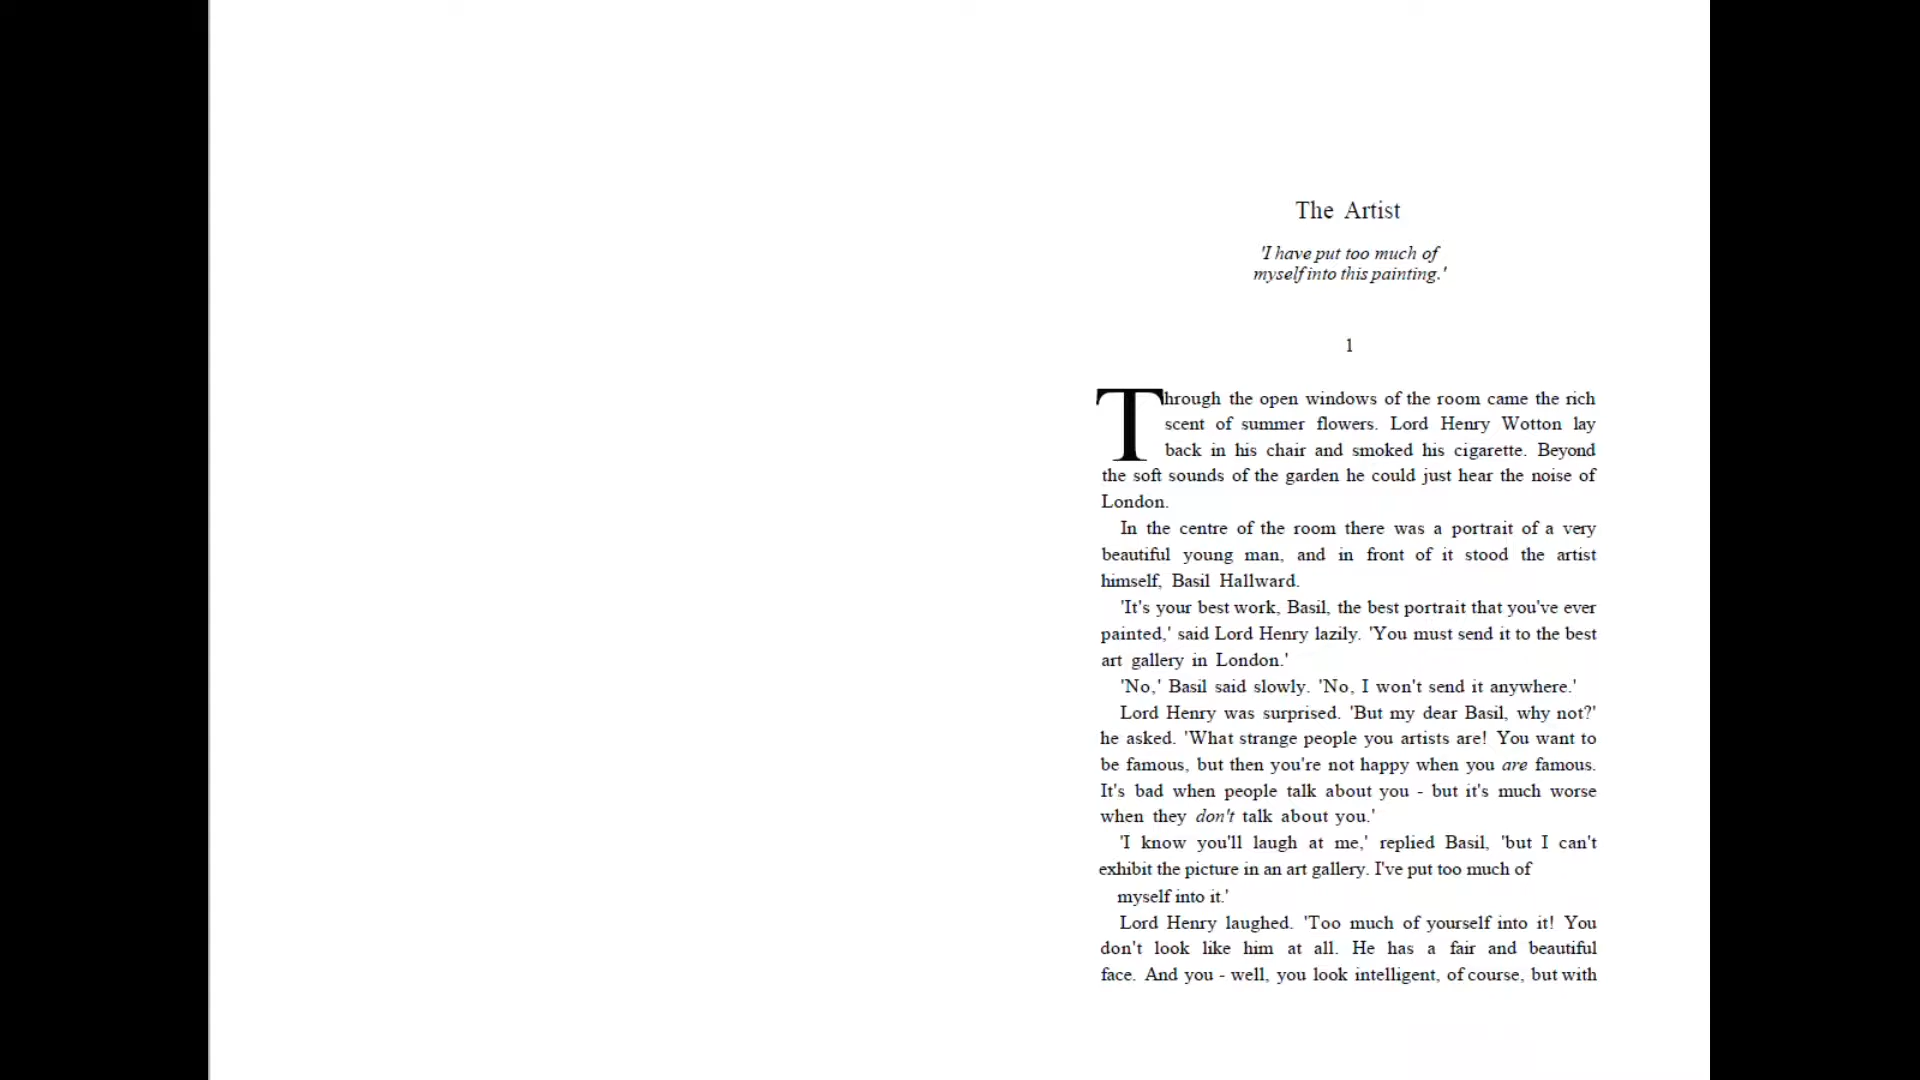 The Artist
'I have put too much of
myself into this painting.'
1
Through the open windows of the room came the rich
scent of summer flowers. Lord Henry Wotton lay
back in his chair and smoked his cigarette. Beyond
the soft sounds of the garden he could just hear the noise of
London.
In the centre of the room there was a portrait of a very
beautiful young man, and in front of it stood the artist
himself, Basil Hallward.
'It's your best work, Basil, the best portrait that you've ever
painted,' said Lord Henry lazily. 'You must send it to the best
art gallery in London.'
'No,' Basil said slowly. 'No, I won't send it anywhere.'
Lord Henry was surprised. 'But my dear Basil, why not?'
he asked. 'What strange people you artists are! You want to
be famous, but then you're not happy when you are famous.
It's bad when people talk about you - but it's much worse
when they don't talk about you.'
'I know you'll laugh at me,' replied Basil, 'but I can't
exhibit the picture in an art gallery. I've put too much of
myself into it.'
Lord Henry laughed. 'Too much of yourself into it! You
don't look like him at all. He has a fair and beautiful
face. And you - well, you look intelligent, of course, but with